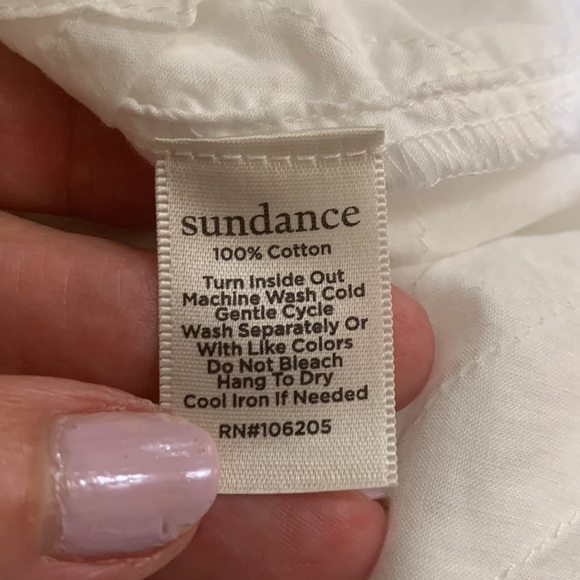 sundance
100% Cotton
Turn Inside Out
Machine Wash Cold
Gentle Cycle
Wash Separately Or
With Like Colors
Do Not Bleach
Hang To Dry
Cool Iron If Needed
RN#106205